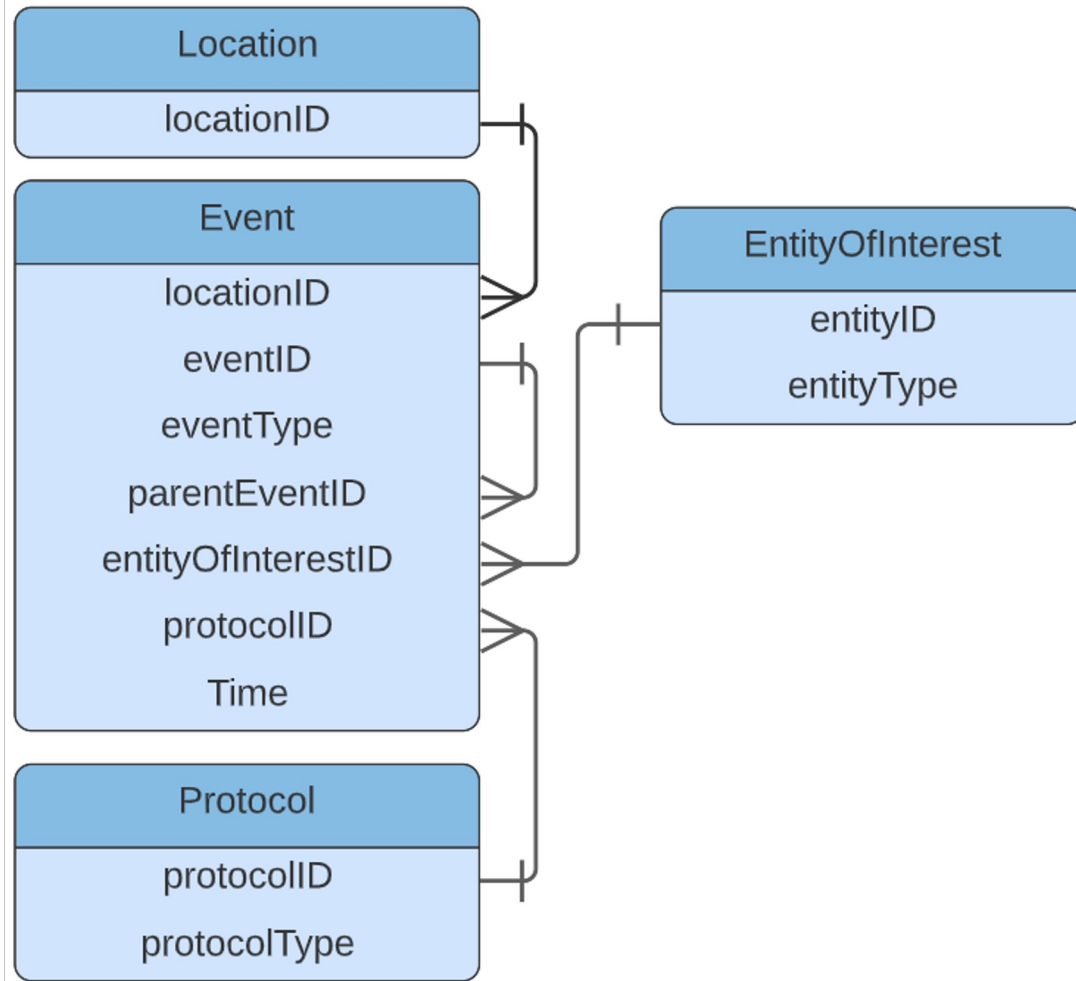 Location
locationID
Event
locationID
eventID
eventType
parentEventID
entityOfInterestID
protocolID
Time
Protocol
protocolID
protocolType
EntityOfInterest
entityID
entityType